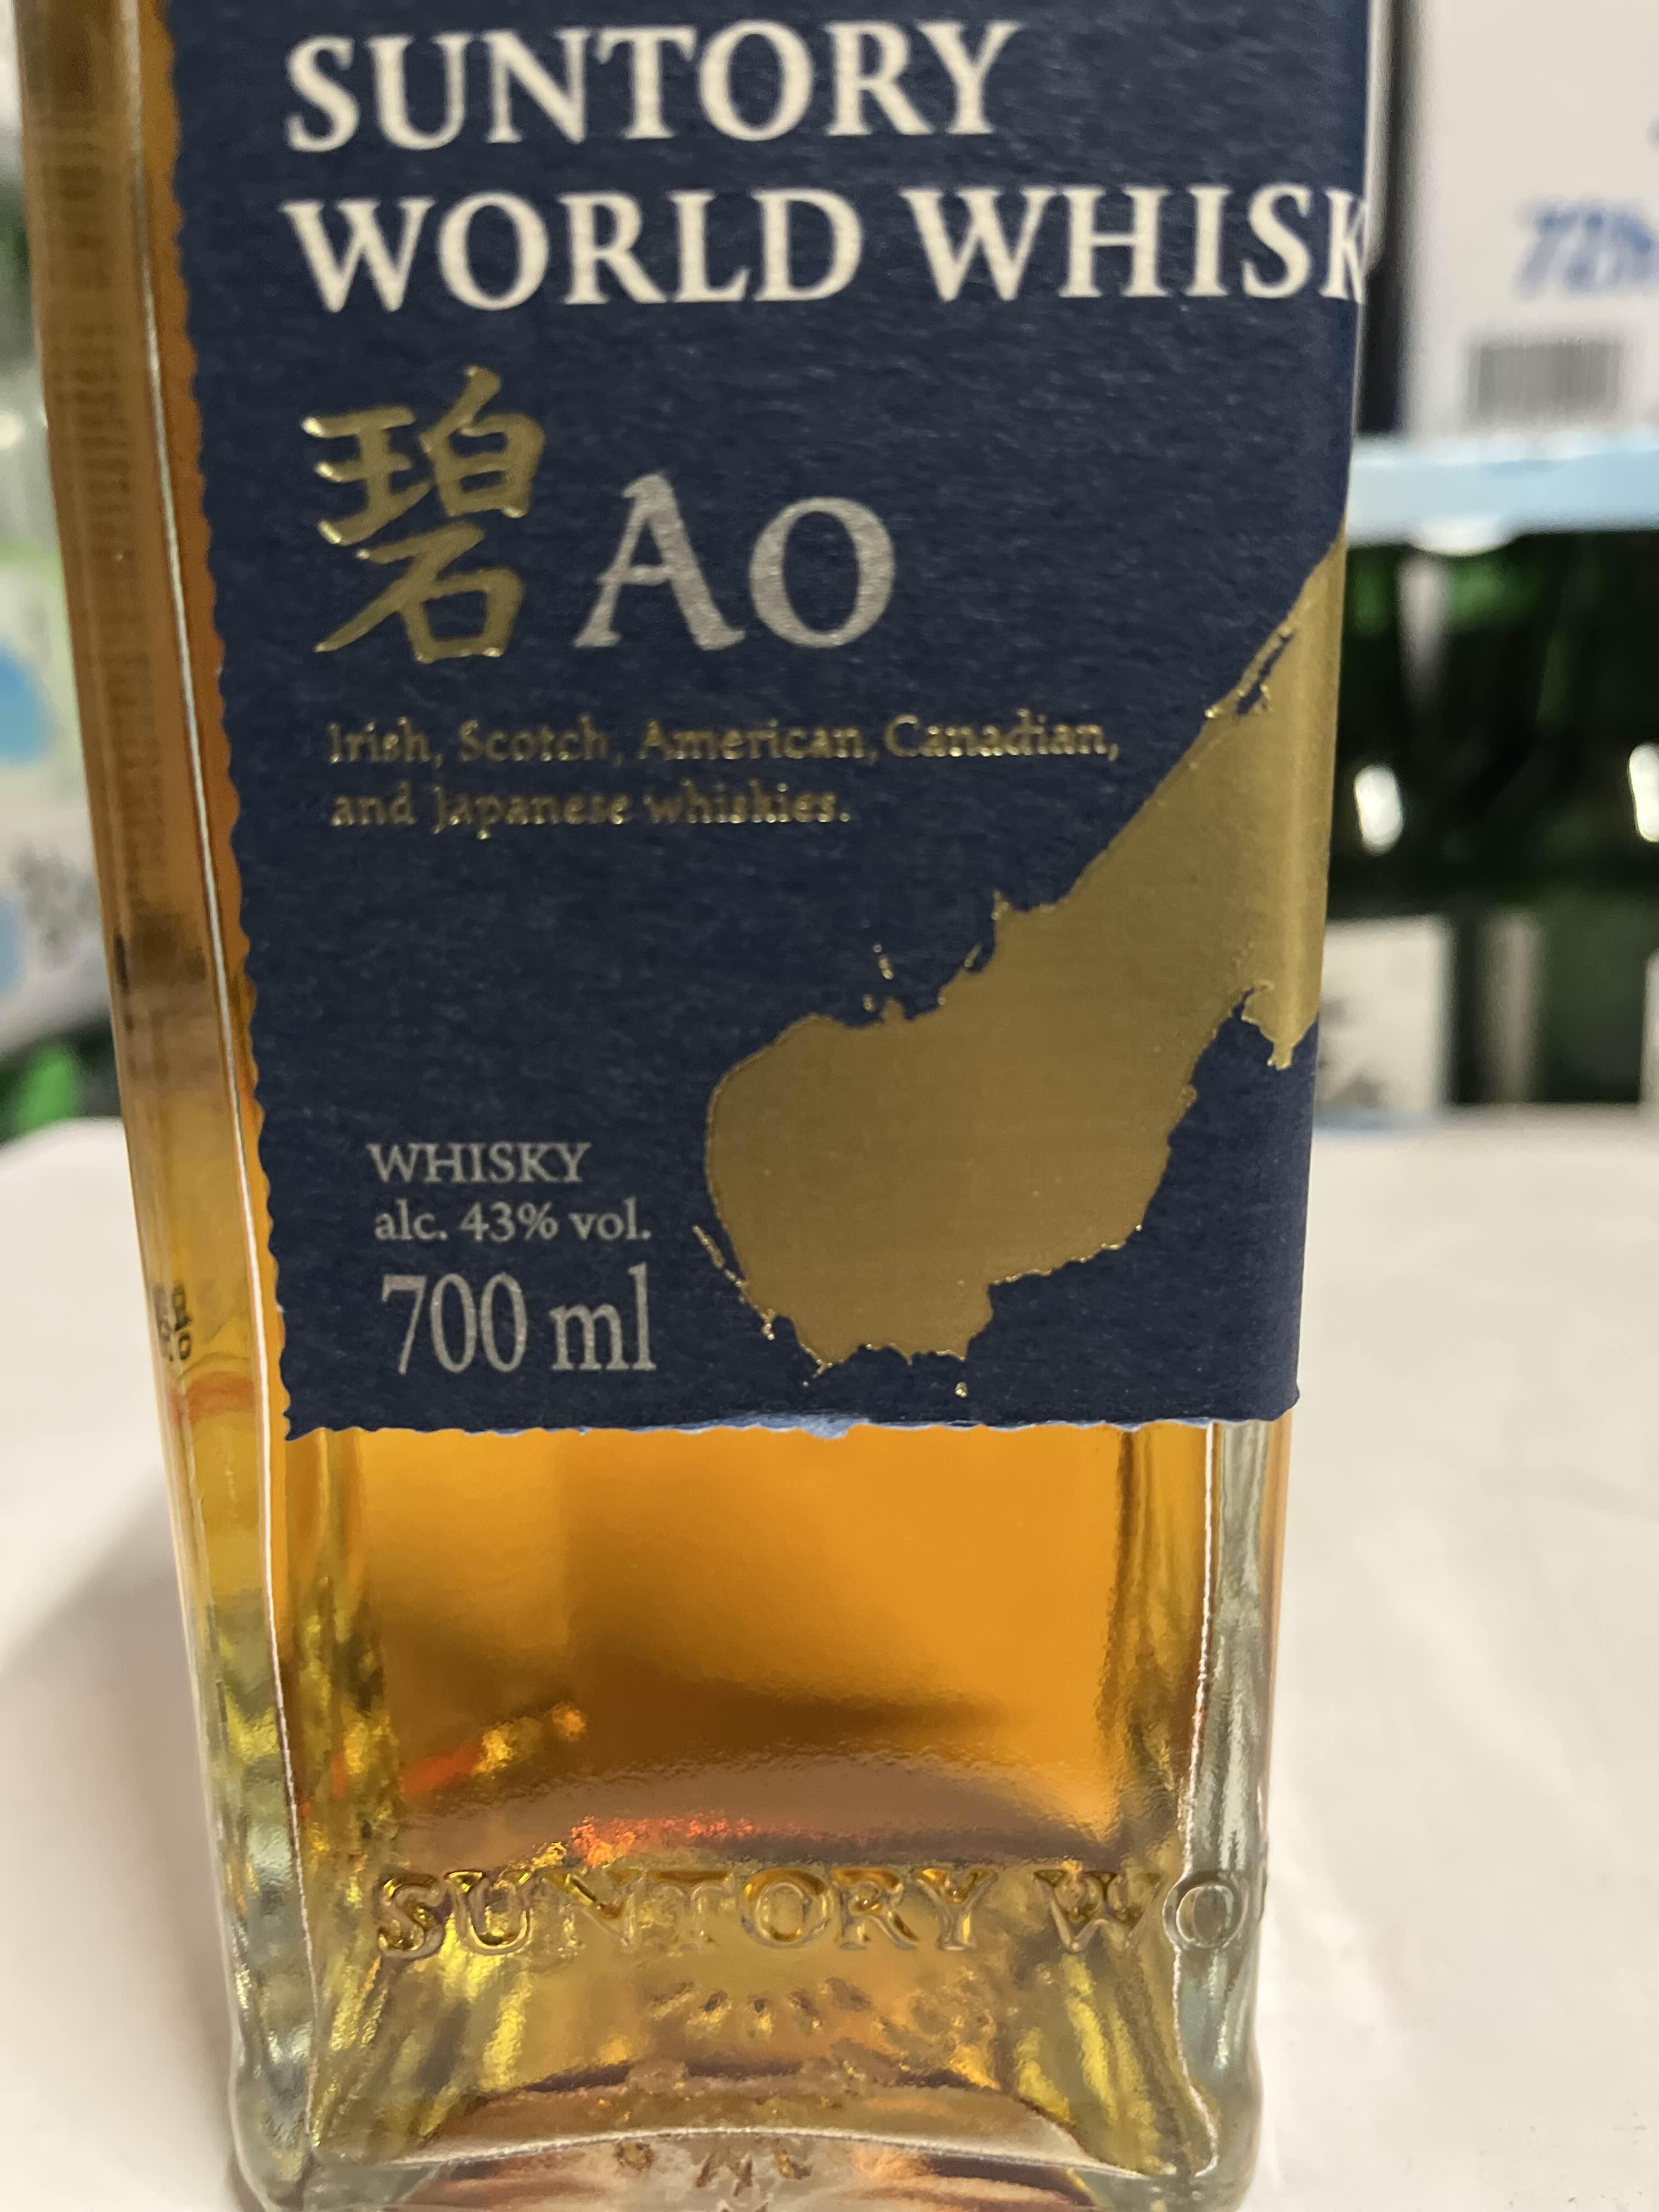 SUNTORY
WORLD WHISK
碧 AO
Irish, Scotch, American, Canadian,
and Japanese whiskies.
WHISKY
alc. 43% vol.
700 ml
SUNTORY WO